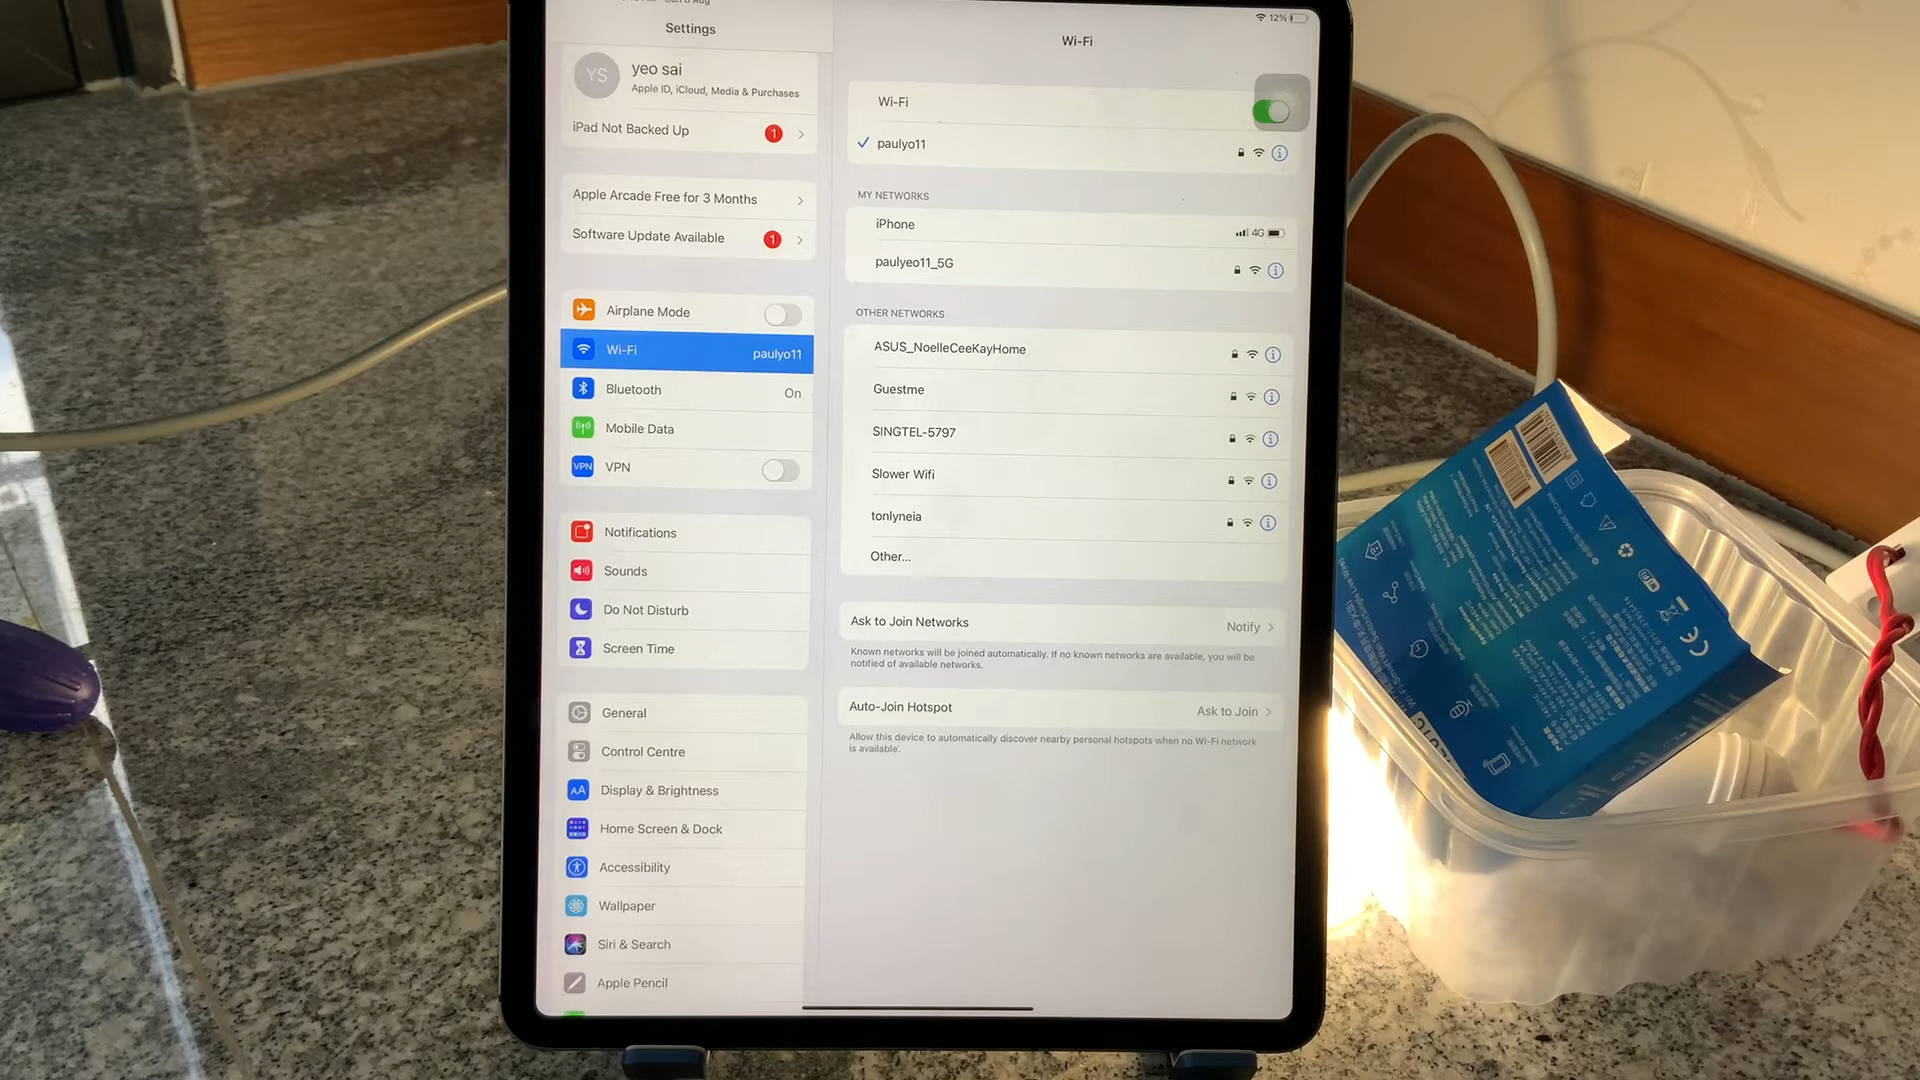 Settings
12%
Wi-Fi
YS
yeo sai
Apple ID, iCloud, Media & Purchases
iPad Not Backed Up
1
Apple Arcade Free for 3 Months
Software Update Available
1
Airplane Mode
Wi-Fi
paulyo11
Bluetooth
On
Mobile Data
VPN
VPN
Notifications
Sounds
Do Not Disturb
Screen Time
General
Control Centre
AA
Display & Brightness
Home Screen & Dock
Accessibility
Wallpaper
Siri & Search
Apple Pencil
Wi-Fi
paulyo11
MY NETWORKS
iPhone
4G
paulyeo11_5G
OTHER NETWORKS
ASUS_NoelleCeeKayHome
Guestme
SINGTEL-5797
Slower Wifi
tonlyneia
Other...
Ask to Join Networks
Notify
Known networks will be joined automatically. If no known networks are available, you will be
notified of available networks.
Auto-Join Hotspot
Ask to Join
Allow this device to automatically discover nearby personal hotspots when no Wi-Fi network
is available.
CE